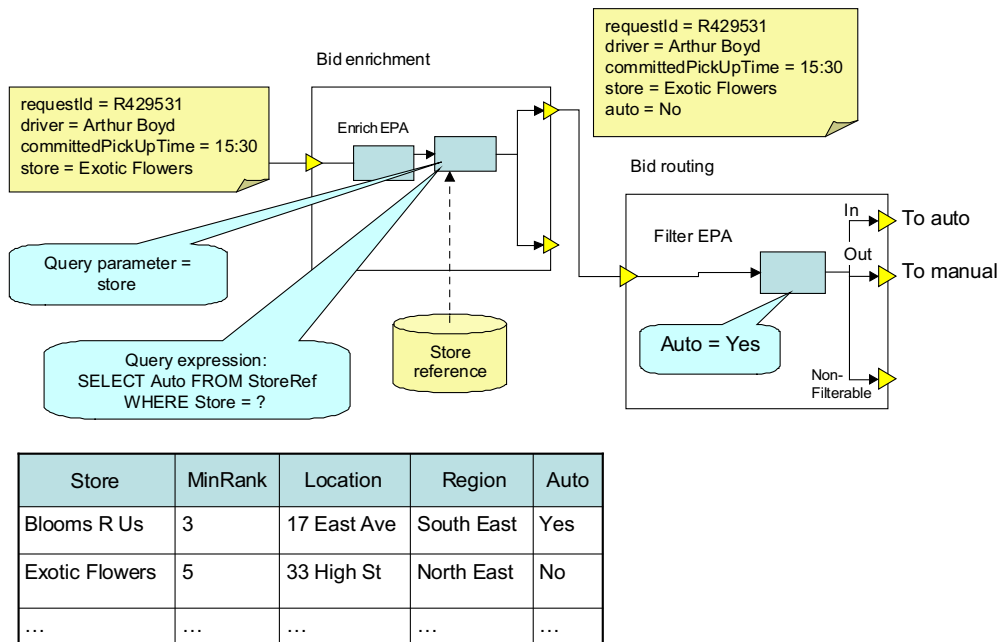 Bid enrichment
requestId = R429531
driver = Arthur Boyd
committedPickUpTime = 15:30
store = Exotic Flowers
EnrichEPA
requestId = R429531
driver = Arthur Boyd
committedPickUpTime = 15:30
store = Exotic Flowers
auto = No
Bid routing
Filter EPA
In
Out
Non-
Filterable
To auto
To manual
Auto = Yes
Query parameter =
store
Query expression:
SELECT Auto FROM StoreRef
WHERE Store = ?
Store
reference
Store MinRank Location Region Auto
Blooms R Us 3 17 East Ave South East Yes
Exotic Flowers 5 33 High St North East No
… … … … …